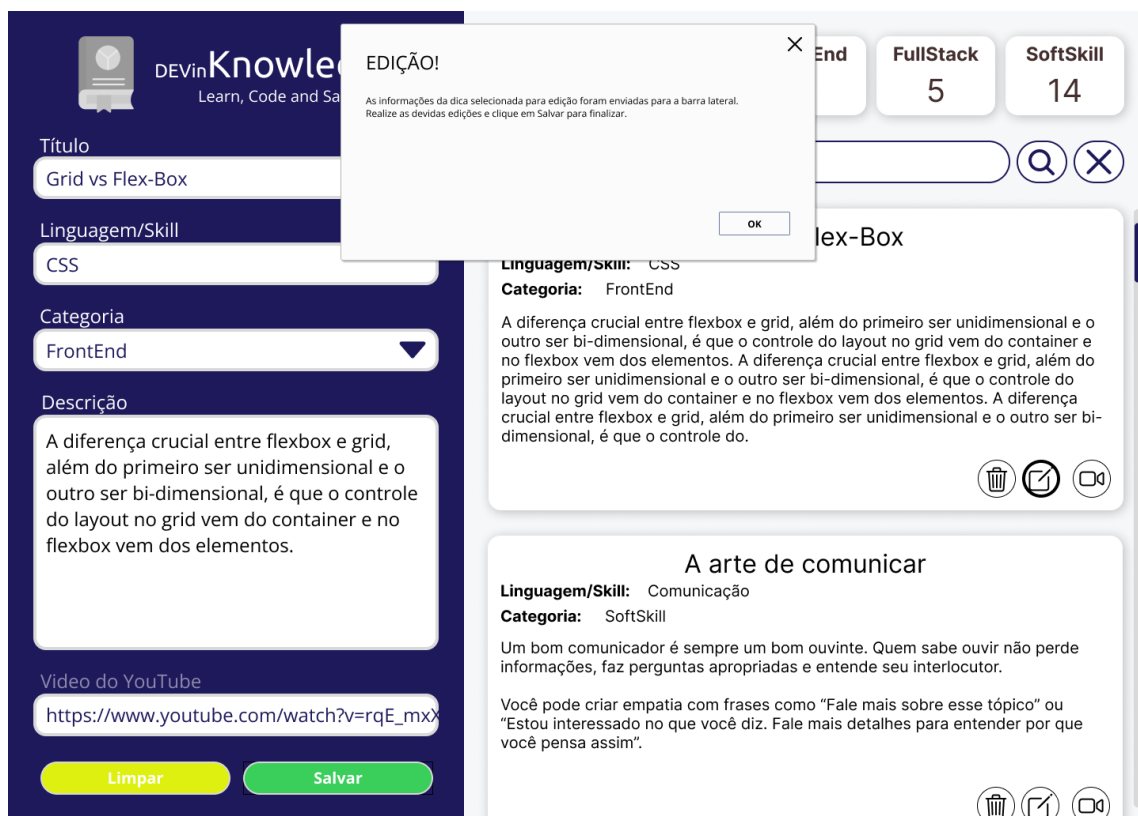 DEVinKnowle
Learn, Code and Sa
EDIÇÃO!
As informações da dica selecionada para edição foram enviadas para a barra lateral.
Realize as devidas edições e clique em Salvar para finalizar.
OK
End
FullStack
5
SoftSkill
14
Título
Grid vs Flex-Box
Linguagem/Skill
CSS
Categoria
FrontEnd
Descrição
A diferença crucial entre flexbox e grid,
além do primeiro ser unidimensional e o
outro ser bi-dimensional, é que o controle
do layout no grid vem do container e no
flexbox vem dos elementos.
Video do YouTube
https://www.youtube.com/watch?v=rqE_mxX
Limpar
Salvar
lex-Box
Linguagem/Skill: CSS
Categoria: FrontEnd
A diferença crucial entre flexbox e grid, além do primeiro ser unidimensional e o
outro ser bi-dimensional, é que o controle do layout no grid vem do container e
no flexbox vem dos elementos. A diferença crucial entre flexbox e grid, além do
primeiro ser unidimensional e o outro ser bi-dimensional, é que o controle do
layout no grid vem do container e no flexbox vem dos elementos. A diferença
crucial entre flexbox e grid, além do primeiro ser unidimensional e o outro ser bi-
dimensional, é que o controle do.
A arte de comunicar
Linguagem/Skill: Comunicação
Categoria: SoftSkill
Um bom comunicador é sempre um bom ouvinte. Quem sabe ouvir não perde
informações, faz perguntas apropriadas e entende seu interlocutor.
Você pode criar empatia com frases como “Fale mais sobre esse tópico” ou
“Estou interessado no que você diz. Fale mais detalhes para entender por que
você pensa assim”.